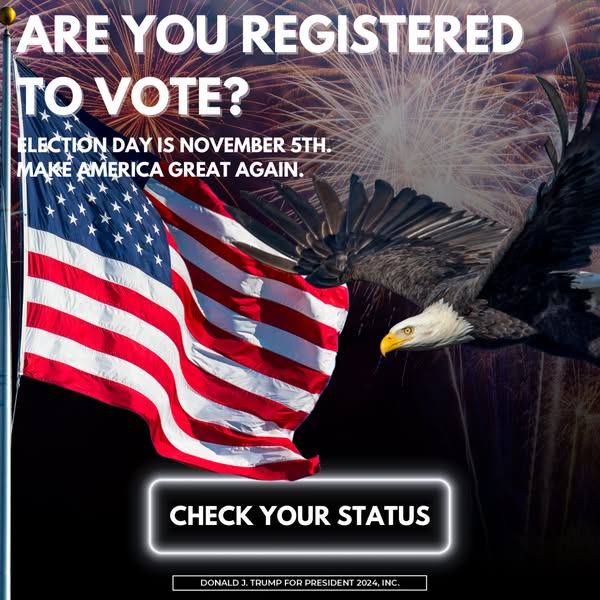 ARE YOU REGISTERED
TO VOTE?
ELECTION DAY IS NOVEMBER 5TH.
MAKE AMERICA GREAT AGAIN.
CHECK YOUR STATUS
DONALD J. TRUMP FOR PRESIDENT 2024, INC.